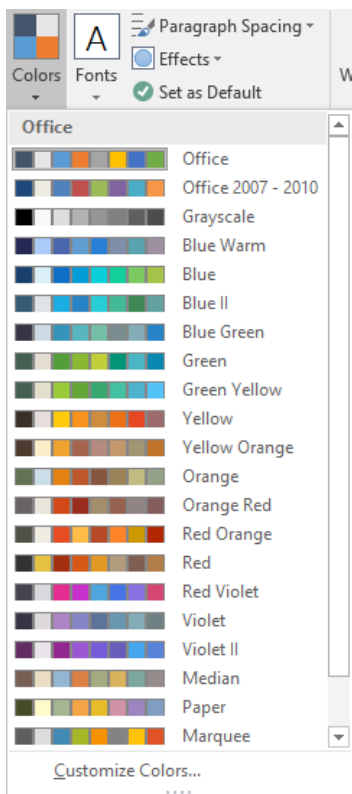 Paragraph Spacing
Effects
Set as Default
Colors
Fonts
W
Office
Office
Office 2007 - 2010
Grayscale
Blue Warm
Blue
Blue II
Blue Green
Green
Green Yellow
Yellow
Yellow Orange
Orange
Orange Red
Red Orange
Red
Red Violet
Violet
Violet II
Median
Paper
Marquee
Customize Colors...